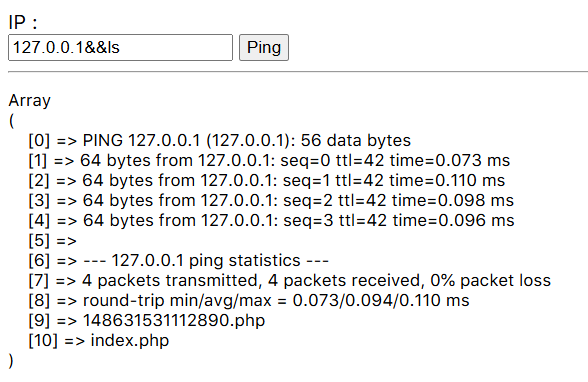 IP :
127.0.0.1&&ls Ping
Array
(
[0] => PING 127.0.0.1 (127.0.0.1): 56 data bytes
[1] => 64 bytes from 127.0.0.1: seq=0 ttl=42 time=0.073 ms
[2] => 64 bytes from 127.0.0.1: seq=1 ttl=42 time=0.110 ms
[3] => 64 bytes from 127.0.0.1: seq=2 ttl=42 time=0.098 ms
[4] => 64 bytes from 127.0.0.1: seq=3 ttl=42 time=0.096 ms
[5] =>
[6] => --- 127.0.0.1 ping statistics ---
[7] => 4 packets transmitted, 4 packets received, 0% packet loss
[8] => round-trip min/avg/max = 0.073/0.094/0.110 ms
[9] => 148631531112890.php
[10] => index.php
)